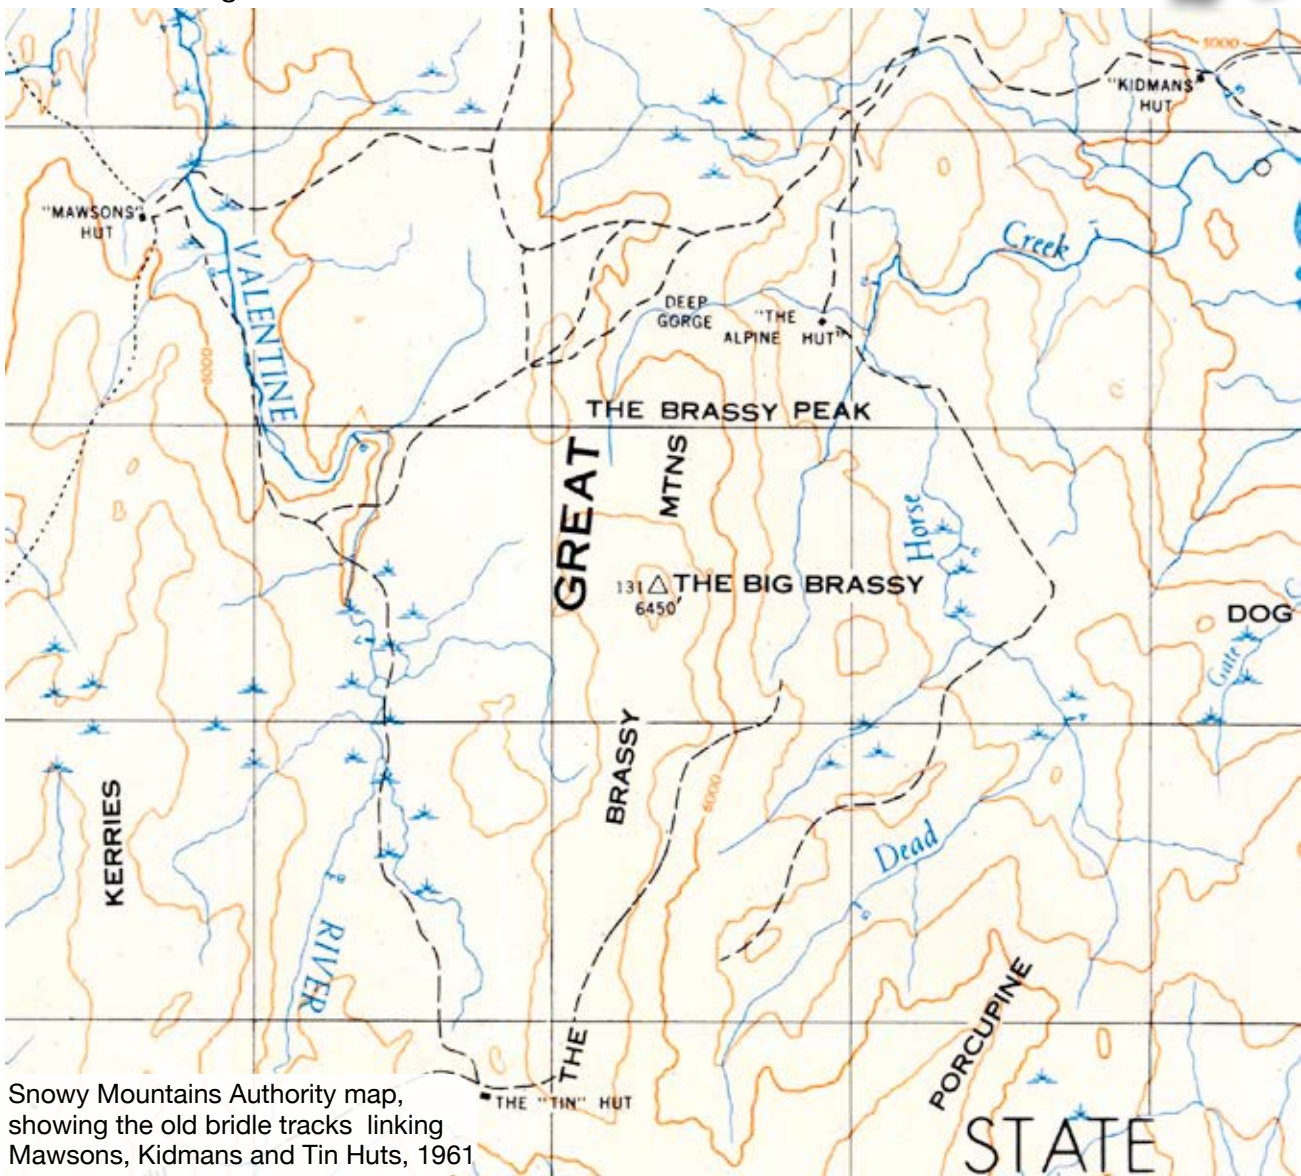 5000
"KIDMANS"
HUT
"MAWSONS"
HUT
VALENTINE
Creek
DEEP
GORGE
"THE
ALPINE HUT"
6000
THE BRASSY PEAK
GREAT
MTNS
Horse
131
THE BIG BRASSY
6450'
DOG
Gate
BRASSY
6000
KERRIES
Dead
RIVER
PORCUPINE
THE
THE "TIN" HUT
STATE
Snowy Mountains Authority map,
showing the old bridle tracks linking
Mawsons, Kidmans and Tin Huts, 1961